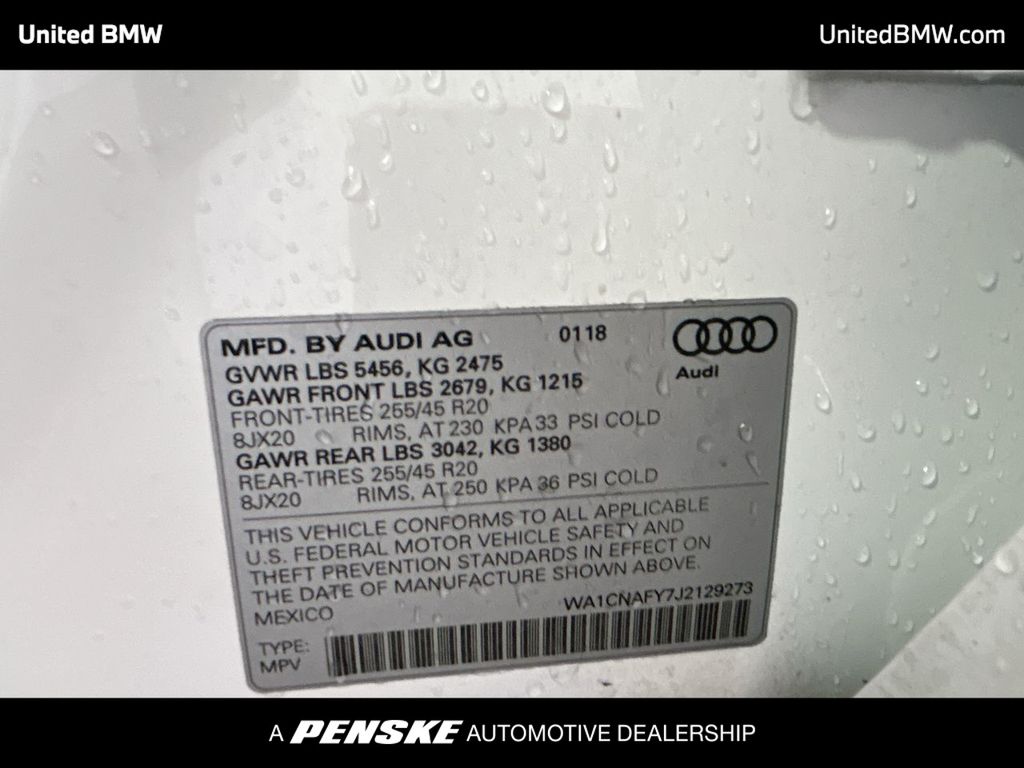 United BMW
UnitedBMW.com
MFD. BY AUDI AG 0118
GVWR LBS 5456, KG 2475
Audi
GAWR FRONT LBS 2679, KG 1215
FRONT-TIRES 255/45 R20
8JX20 RIMS, AT 230 KPA 33 PSI COLD
GAWR REAR LBS 3042, KG 1380
REAR-TIRES 255/45 R20
8JX20 RIMS, AT 250 KPA 36 PSI COLD
THIS VEHICLE CONFORMS TO ALL APPLICABLE
U.S. FEDERAL MOTOR VEHICLE SAFETY AND
THEFT PREVENTION STANDARDS IN EFFECT ON
THE DATE OF MANUFACTURE SHOWN ABOVE.
MEXICO WA1CNAFY7J2129273
TYPE:
MPV
A PENSKE AUTOMOTIVE DEALERSHIP